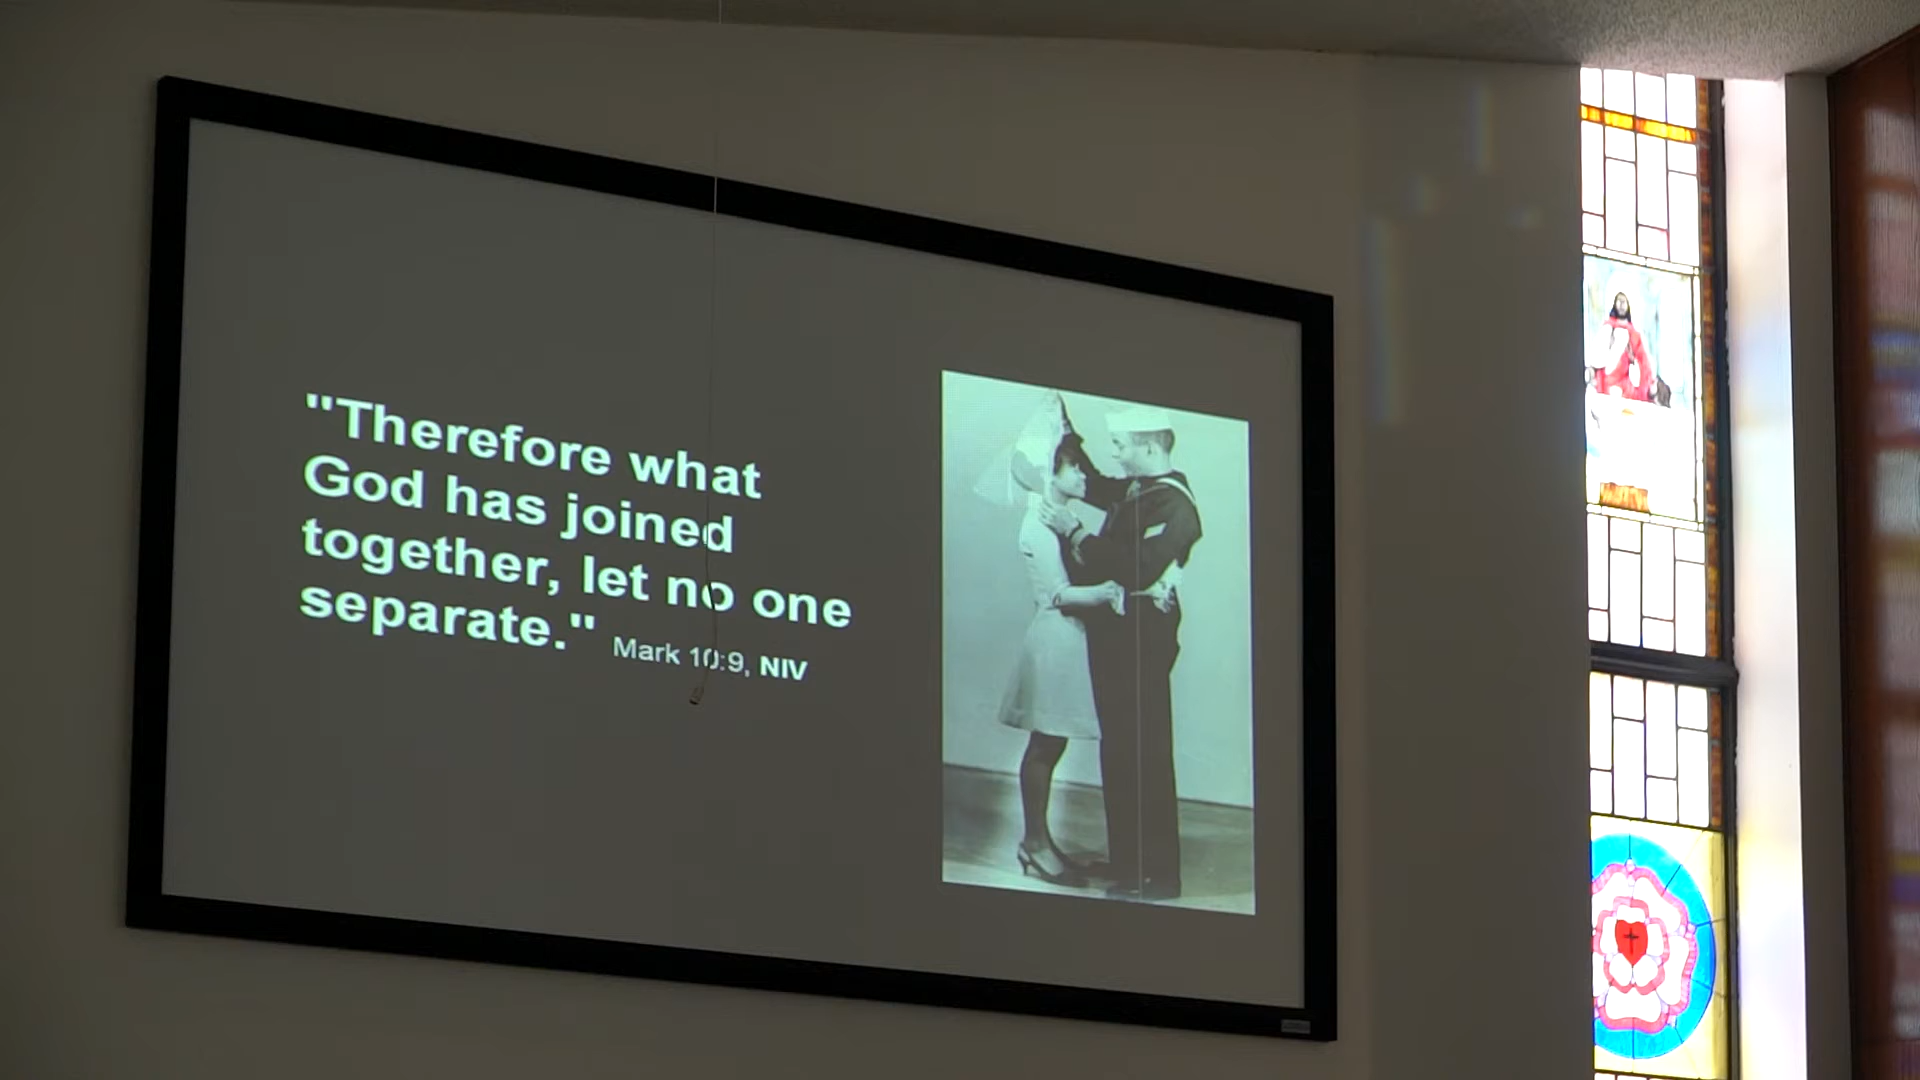 "Therefore what
God has joined
together, let no one
separate." Mark 10:9, NIV